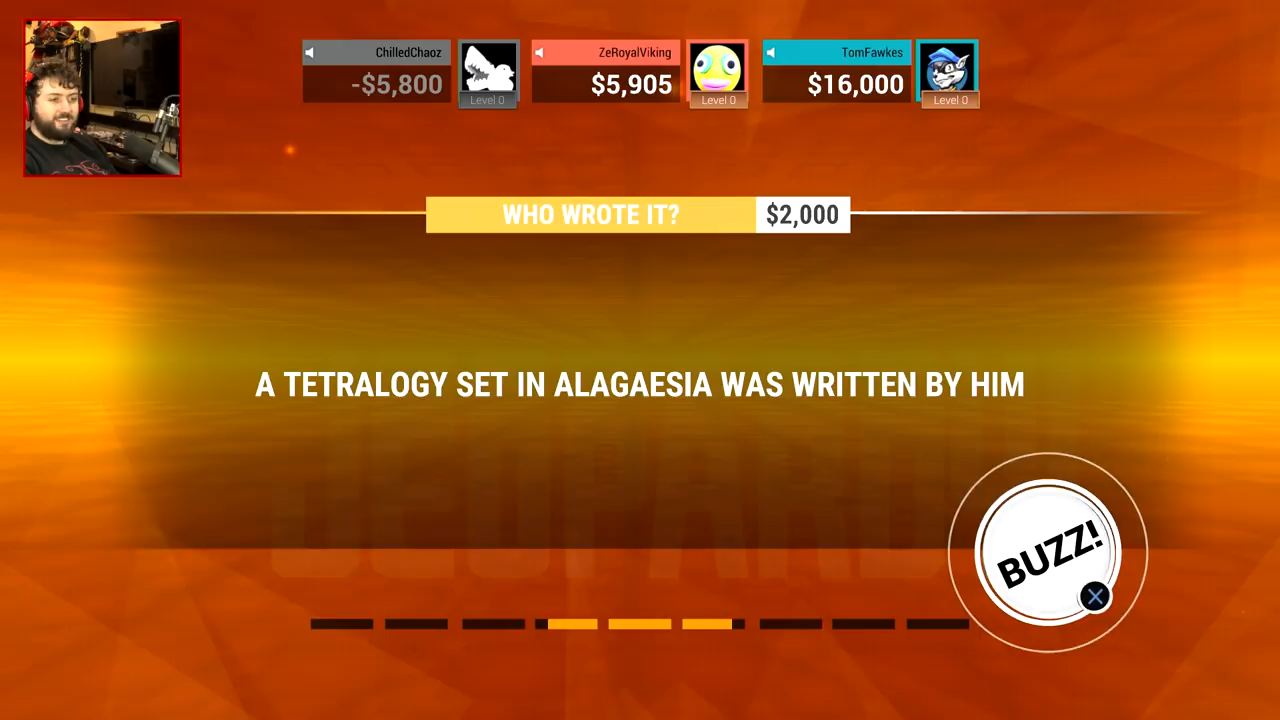 ChilledChaoz
-$5,800
Level 0
ZeRoyalViking
$5,905
Level 0
TomFawkes
$16,000
Level 0
WHO WROTE IT?
$2,000
A TETRALOGY SET IN ALAGAESIA WAS WRITTEN BY HIM
JEOPARDY
BUZZ!